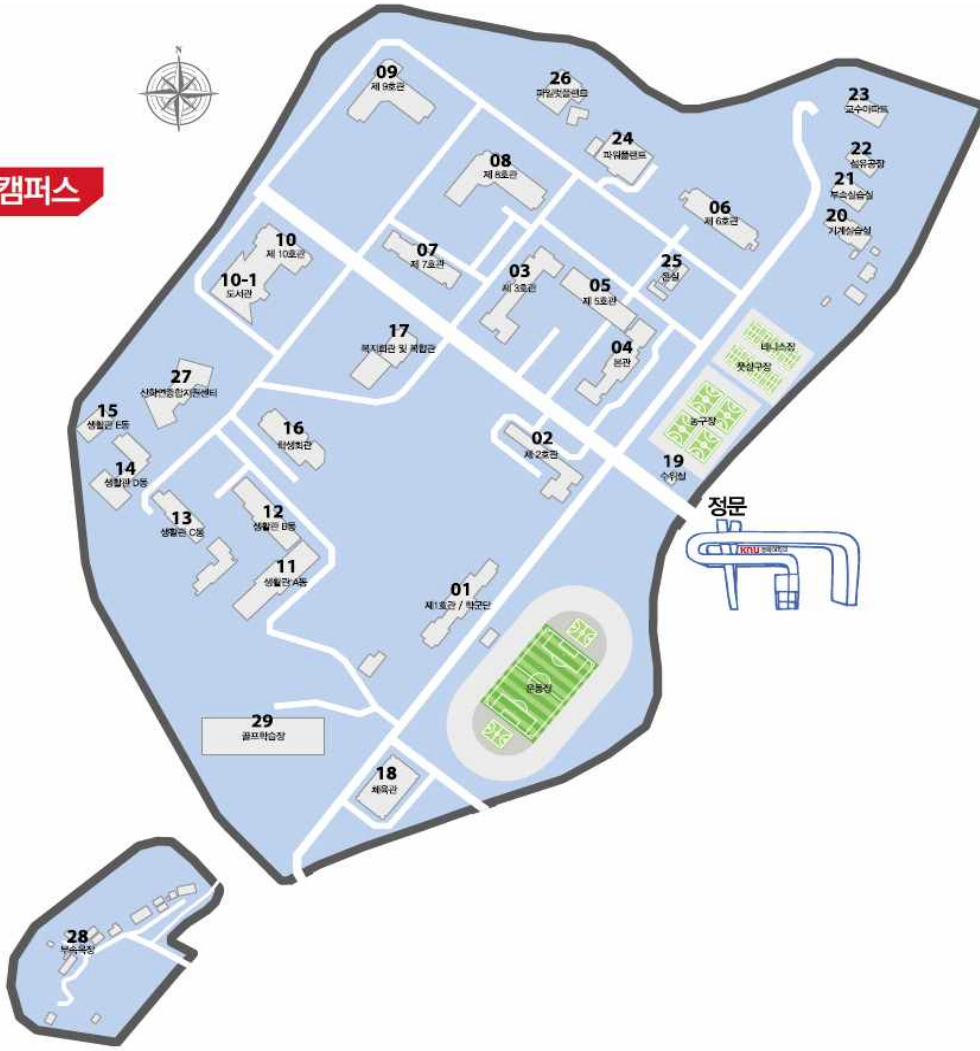 N
캠퍼스
09
제 9호관
26
파일럿플랜트
23
교수아파트
24
파워플랜트
08
제 8호관
22
섬유공장
21
부속실습실
06
제 6호관
20
기계실습실
10
제 10호관
07
제 7호관
03
제 3호관
25
온실
10-1
도서관
05
제 5호관
17
복지회관 및 복합관
04
본관
테니스장
풋살구장
27
산학연종합지원센터
농구장
15
생활관 E동
16
학생회관
02
제 2호관
14
생활관 D동
19
수위실
정문
13
생활관 C동
12
생활관 B동
KNU
11
생활관 A동
01
제1호관 / 학군단
운동장
29
골프학습장
18
체육관
28
부속목장